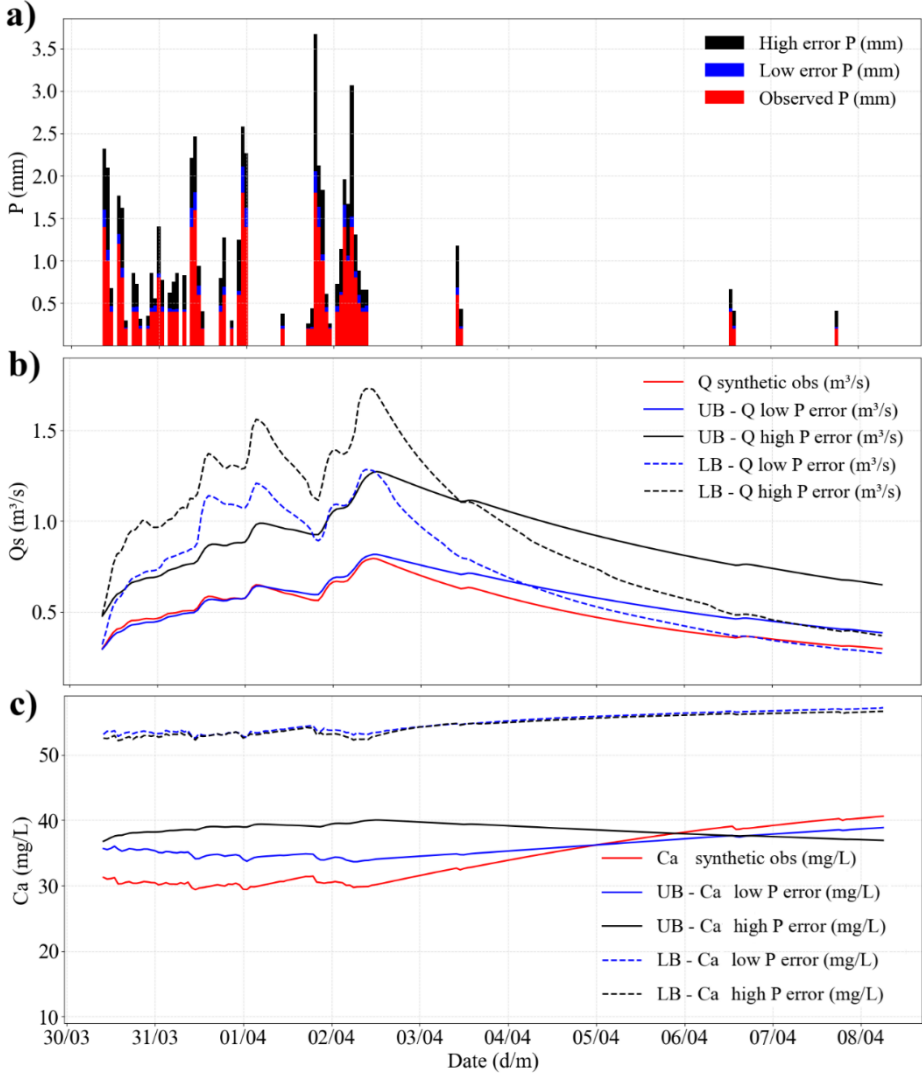 a)
3.5
3.0
2.5
2.0
1.5
1.0
0.5
P (mm)
High error P (mm)
Low error P (mm)
Observed P (mm)
b)
1.5
1.0
0.5
Qs (m³/s)
Q synthetic obs (m³/s)
UB - Q low P error (m³/s)
UB - Q high P error (m³/s)
LB - Q low P error (m³/s)
LB - Q high P error (m³/s)
c)
50
40
30
20
10
Ca (mg/L)
Ca synthetic obs (mg/L)
UB - Ca low P error (mg/L)
UB - Ca high P error (mg/L)
LB - Ca low P error (mg/L)
LB - Ca high P error (mg/L)
30/03 31/03 01/04 02/04 03/04 04/04 05/04 06/04 07/04 08/04
Date (d/m)